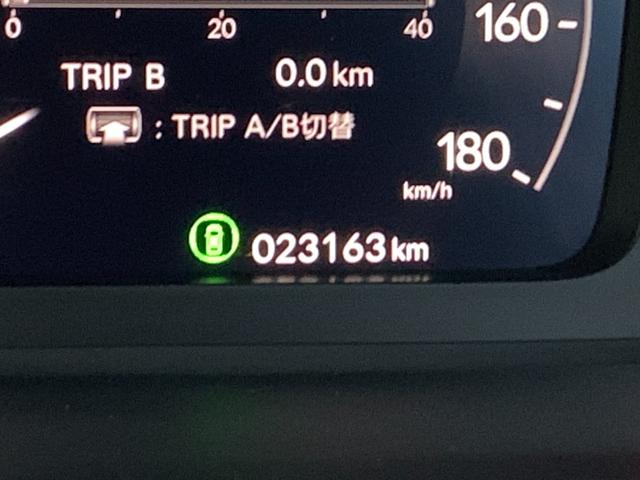 0 20 40
160
TRIP B 0.0 km
: TRIP A/B切替
180
km/h
023163 km